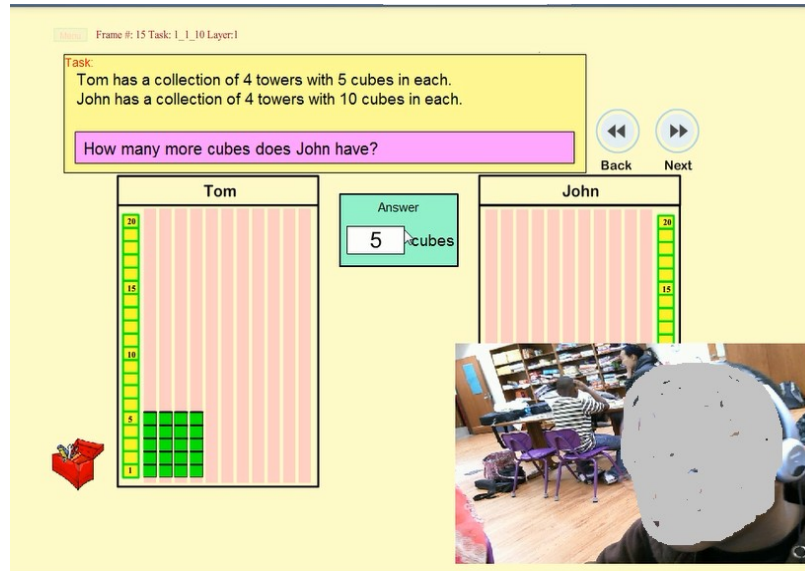 Menu Frame #: 15 Task: 1_1_10 Layer:1
Task:
Tom has a collection of 4 towers with 5 cubes in each.
John has a collection of 4 towers with 10 cubes in each.
How many more cubes does John have?
Back Next
Tom
20
15
10
5
1
Answer
5 cubes
John
20
15